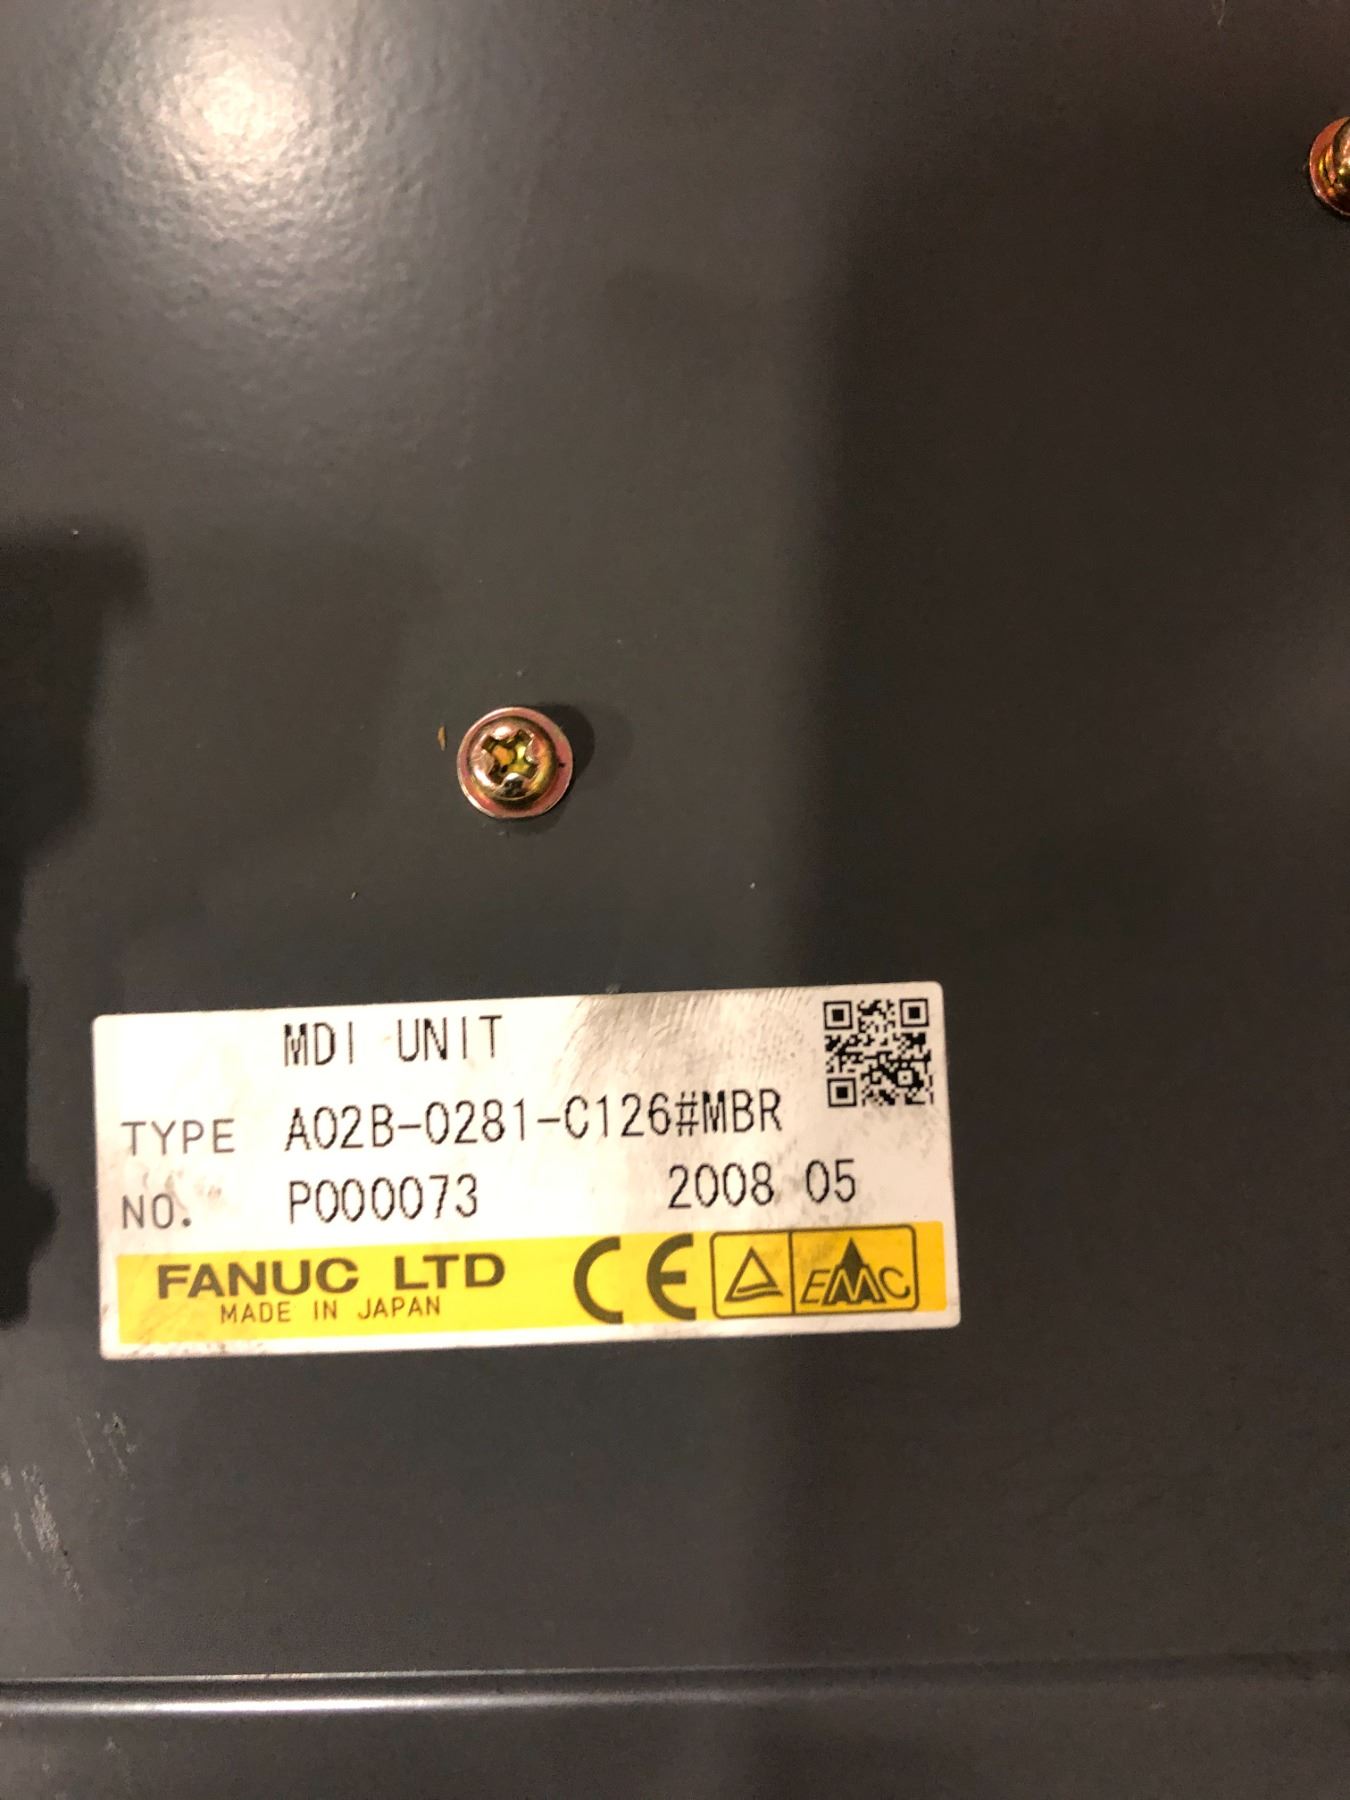 MDI UNIT
TYPE A02B-0281-C126#MBR
NO. P000073 2008 05
FANUC LTD CE EMC
MADE IN JAPAN